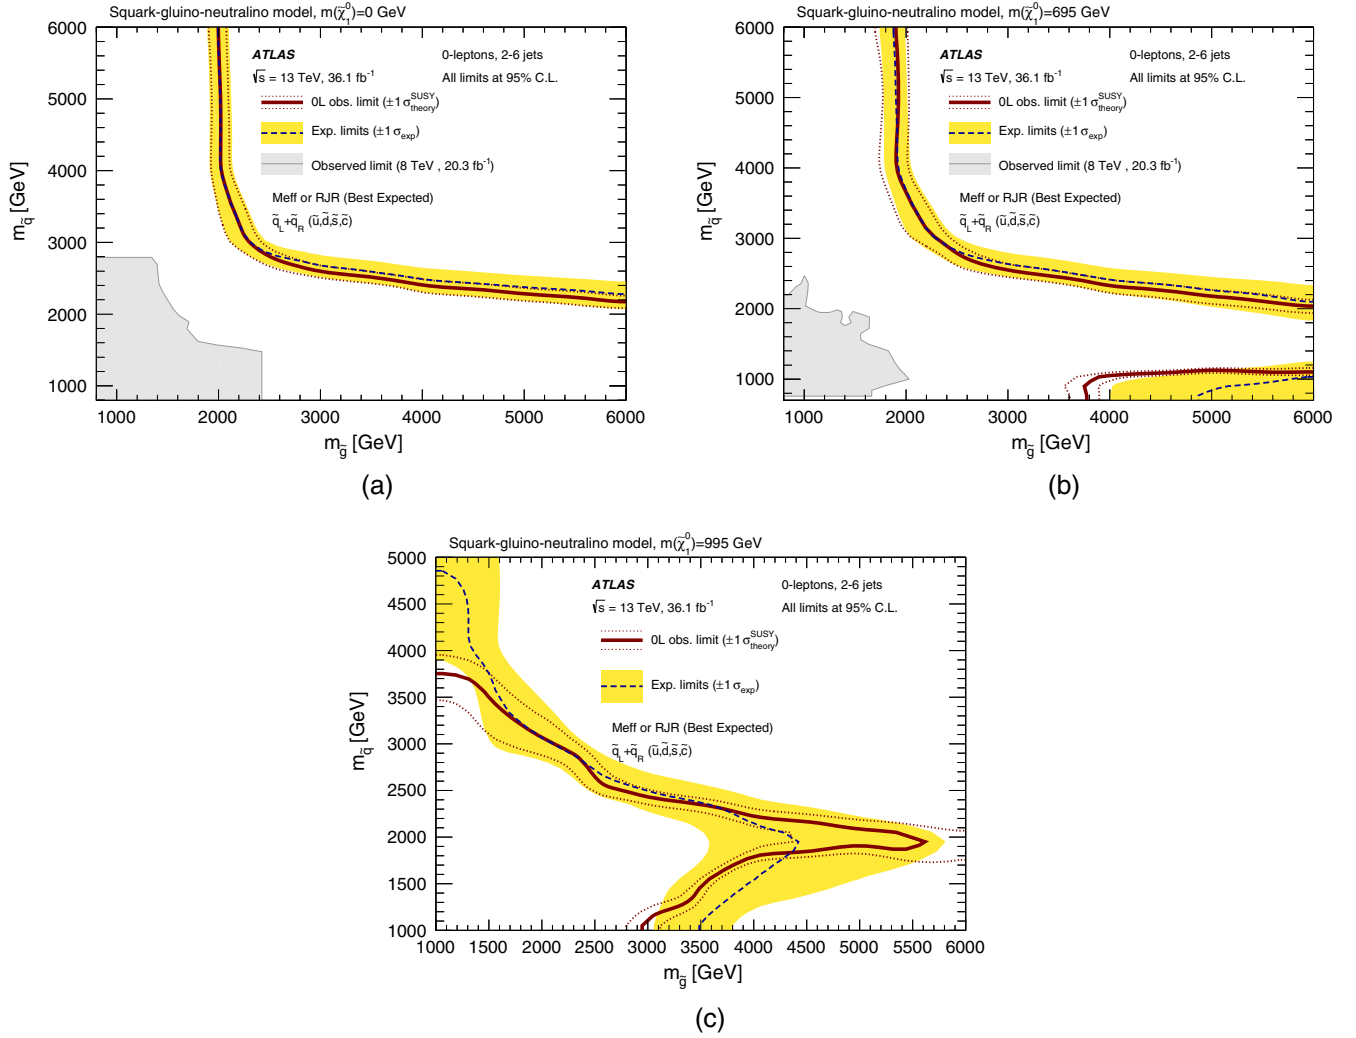 Squark-gluino-neutralino model, m(χ̃₁⁰)=0 GeV
ATLAS
0-leptons, 2-6 jets
√s = 13 TeV, 36.1 fb⁻¹
All limits at 95% C.L.
0L obs. limit (±1 σ^SUSY_theory)
Exp. limits (±1 σ_exp)
Observed limit (8 TeV , 20.3 fb⁻¹)
Meff or RJR (Best Expected)
q̃_L+q̃_R (ũ,d̃,s̃,c̃)
6000
5000
4000
3000
2000
1000
m_q̃ [GeV]
1000 2000 3000 4000 5000 6000
m_g̃ [GeV]
(a)
Squark-gluino-neutralino model, m(χ̃₁⁰)=695 GeV
ATLAS
0-leptons, 2-6 jets
√s = 13 TeV, 36.1 fb⁻¹
All limits at 95% C.L.
0L obs. limit (±1 σ^SUSY_theory)
Exp. limits (±1 σ_exp)
Observed limit (8 TeV , 20.3 fb⁻¹)
Meff or RJR (Best Expected)
q̃_L+q̃_R (ũ,d̃,s̃,c̃)
6000
5000
4000
3000
2000
1000
m_q̃ [GeV]
1000 2000 3000 4000 5000 6000
m_g̃ [GeV]
(b)
Squark-gluino-neutralino model, m(χ̃₁⁰)=995 GeV
ATLAS
0-leptons, 2-6 jets
√s = 13 TeV, 36.1 fb⁻¹
All limits at 95% C.L.
0L obs. limit (±1 σ^SUSY_theory)
Exp. limits (±1 σ_exp)
Meff or RJR (Best Expected)
q̃_L+q̃_R (ũ,d̃,s̃,c̃)
5000
4500
4000
3500
3000
2500
2000
1500
1000
m_q̃ [GeV]
1000 1500 2000 2500 3000 3500 4000 4500 5000 5500 6000
m_g̃ [GeV]
(c)